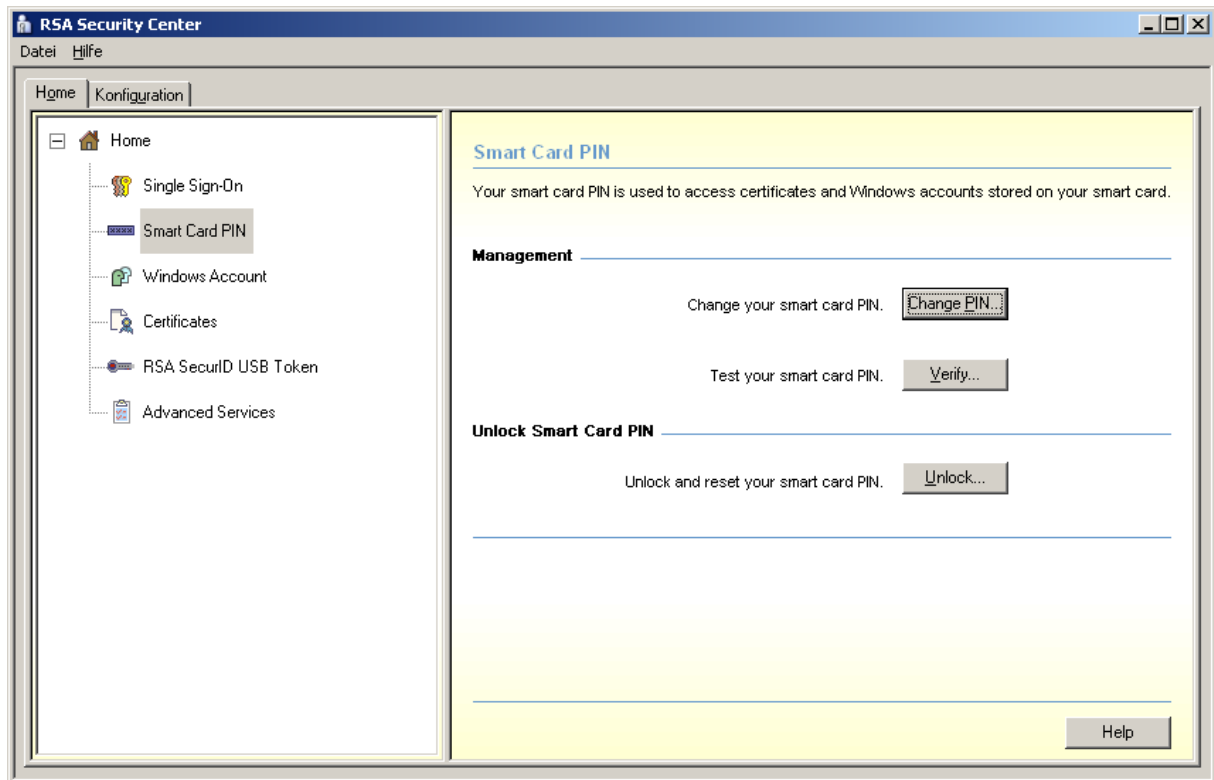 RSA Security Center
Datei Hilfe
Home Konfiguration
Home
Single Sign-On
Smart Card PIN
Windows Account
Certificates
RSA SecurID USB Token
Advanced Services
Smart Card PIN
Your smart card PIN is used to access certificates and Windows accounts stored on your smart card.
Management
Change your smart card PIN. Change PIN...
Test your smart card PIN. Verify...
Unlock Smart Card PIN
Unlock and reset your smart card PIN. Unlock...
Help